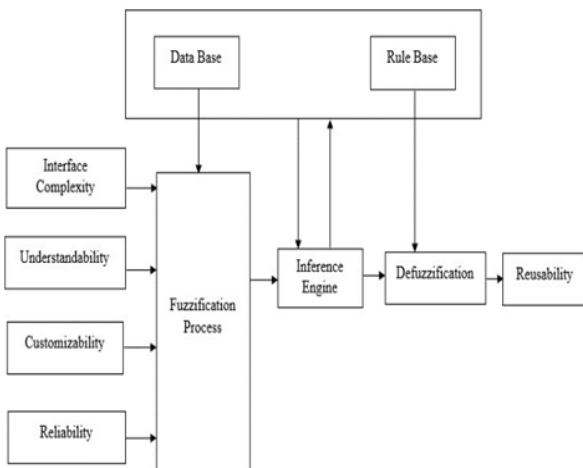 Data Base
Rule Base
Interface
Complexity
Understandability
Customizability
Reliability
Fuzzification
Process
Inference
Engine
Defuzzification
Reusability